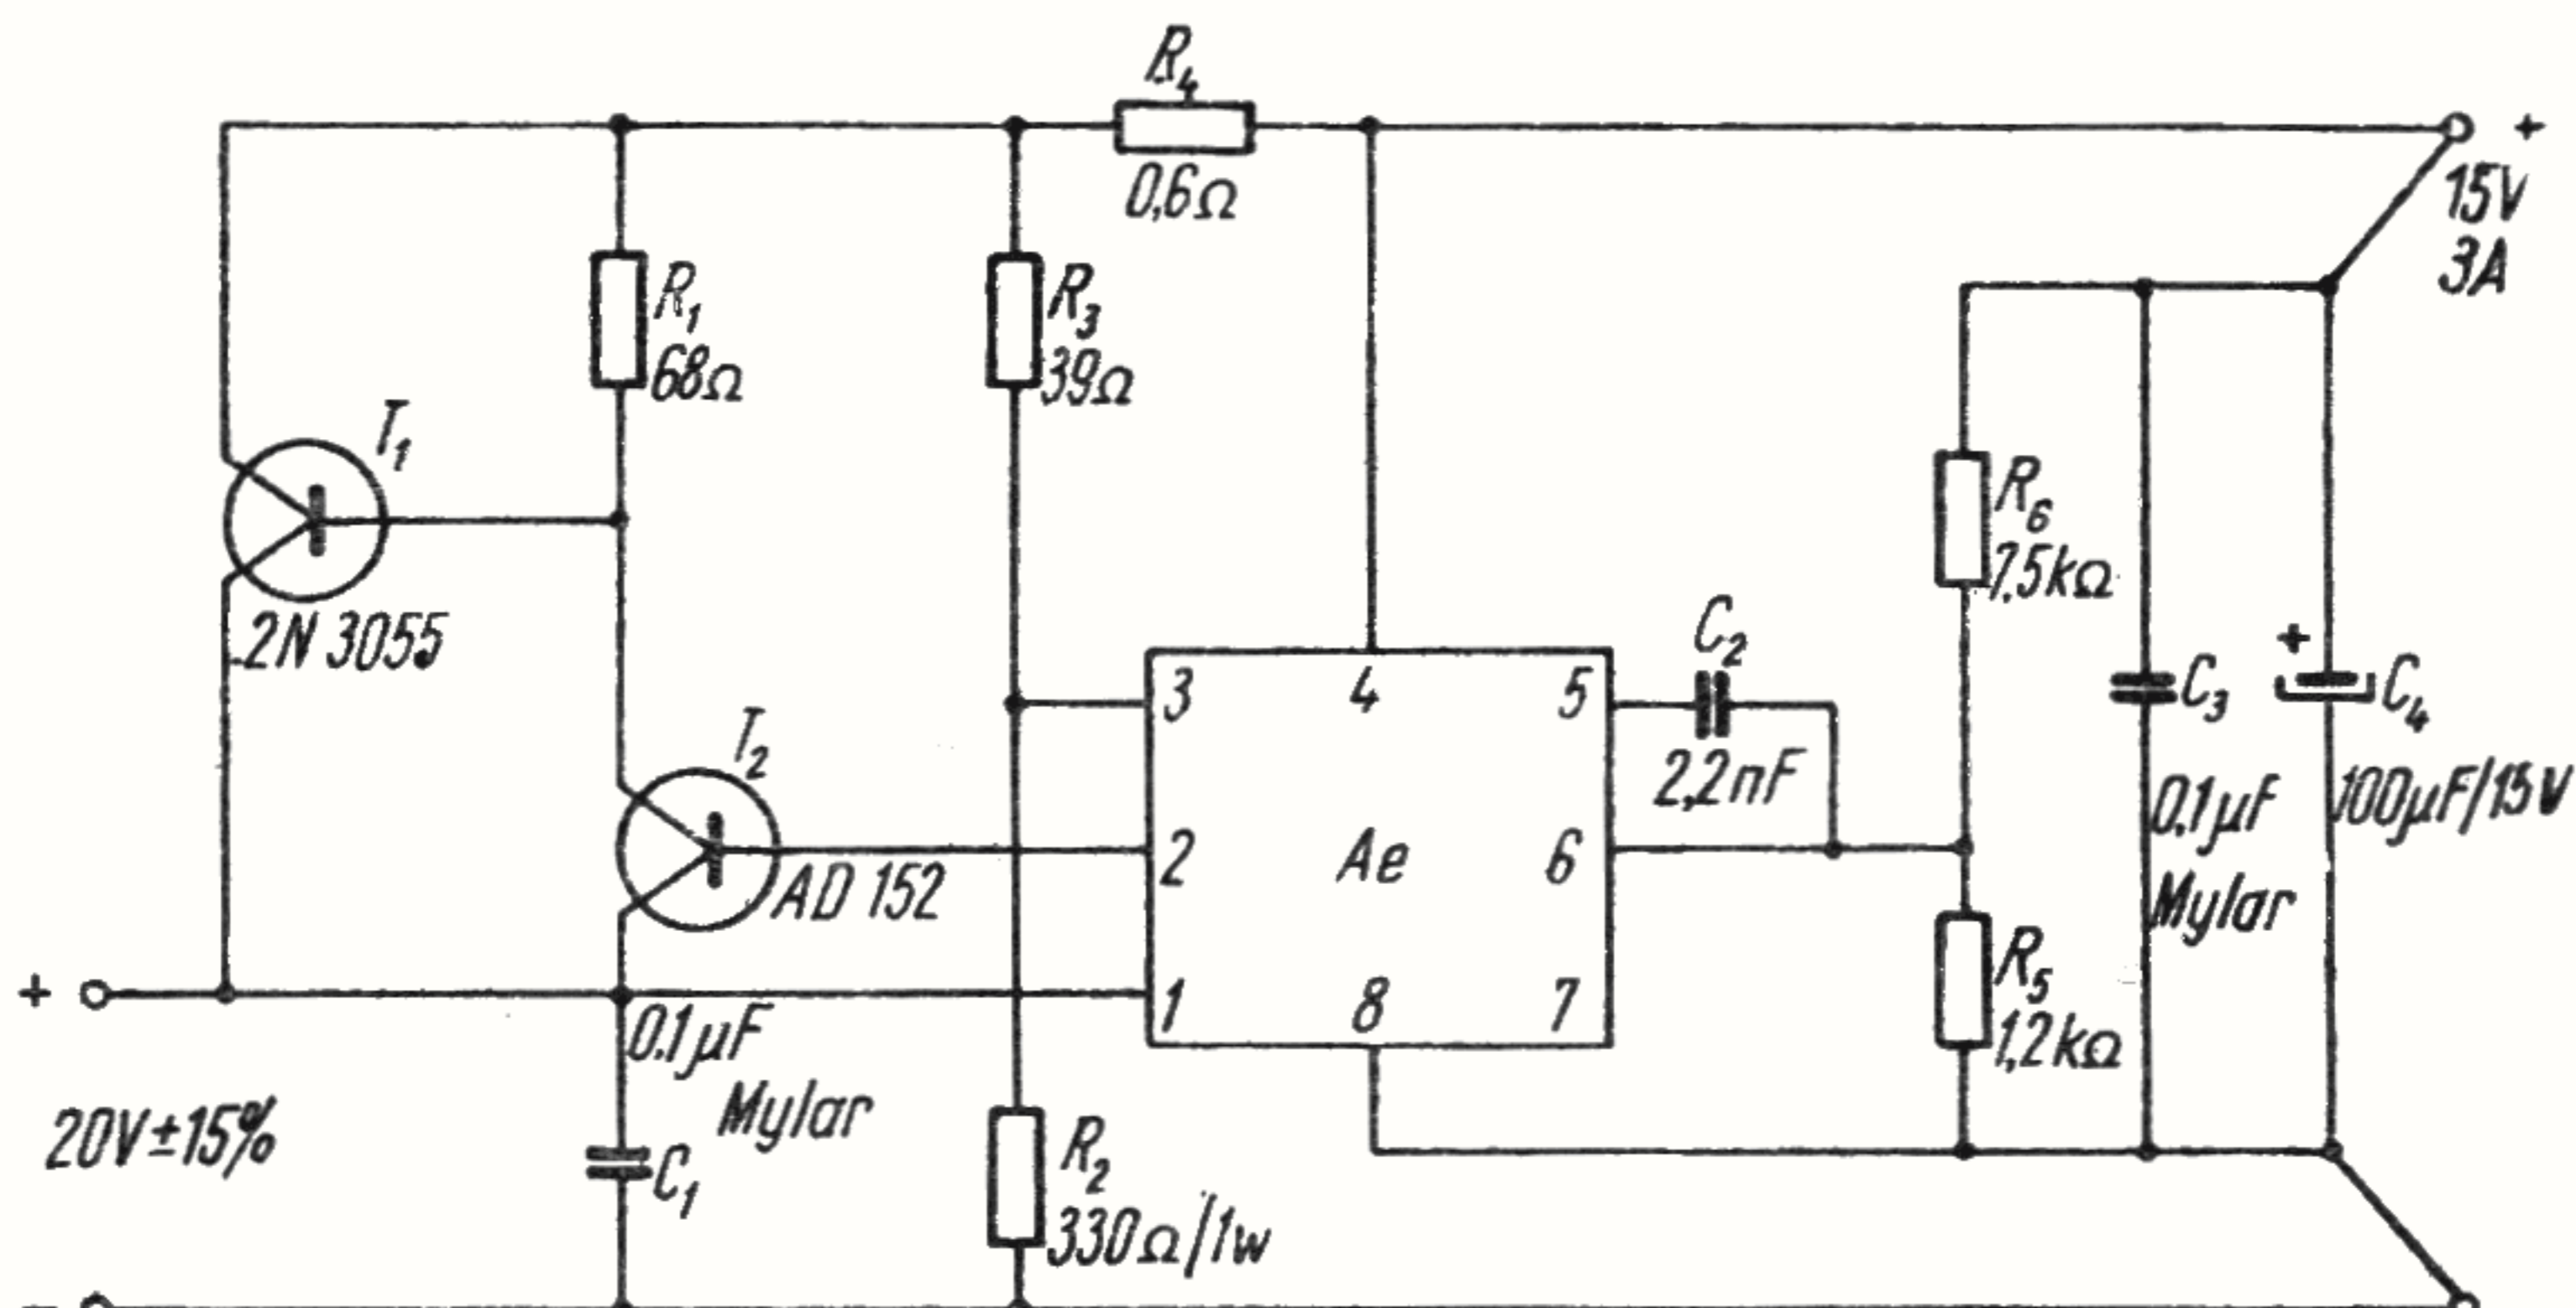 R4
0,6Ω
+
15V
3A
R1
68Ω
R3
39Ω
T1
2N 3055
R6
7,5kΩ
C2
2,2nF
+
C3
C4
0.1µF
Mylar
100µF/15V
3 4 5
2 Ae 6
1 8 7
T2
AD 152
R5
1,2kΩ
+
0.1µF
Mylar
20V±15%
C1
R2
330Ω/1w